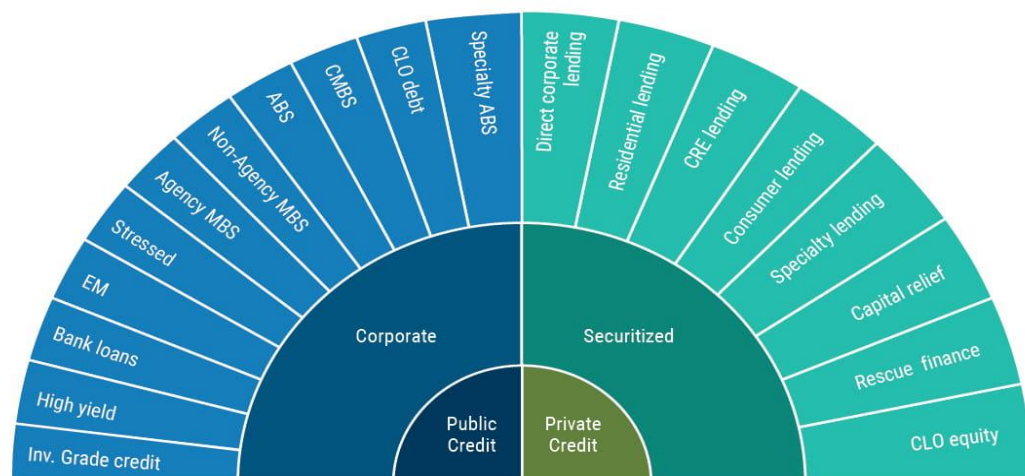 Inv. Grade credit
High yield
Bank loans
EM
Stressed
Agency MBS
Non-Agency MBS
ABS
CMBS
CLO debt
Specialty ABS
Direct corporate
lending
Residential lending
CRE lending
Consumer lending
Specialty lending
Capital relief
Rescue finance
CLO equity
Corporate
Securitized
Public
Credit
Private
Credit